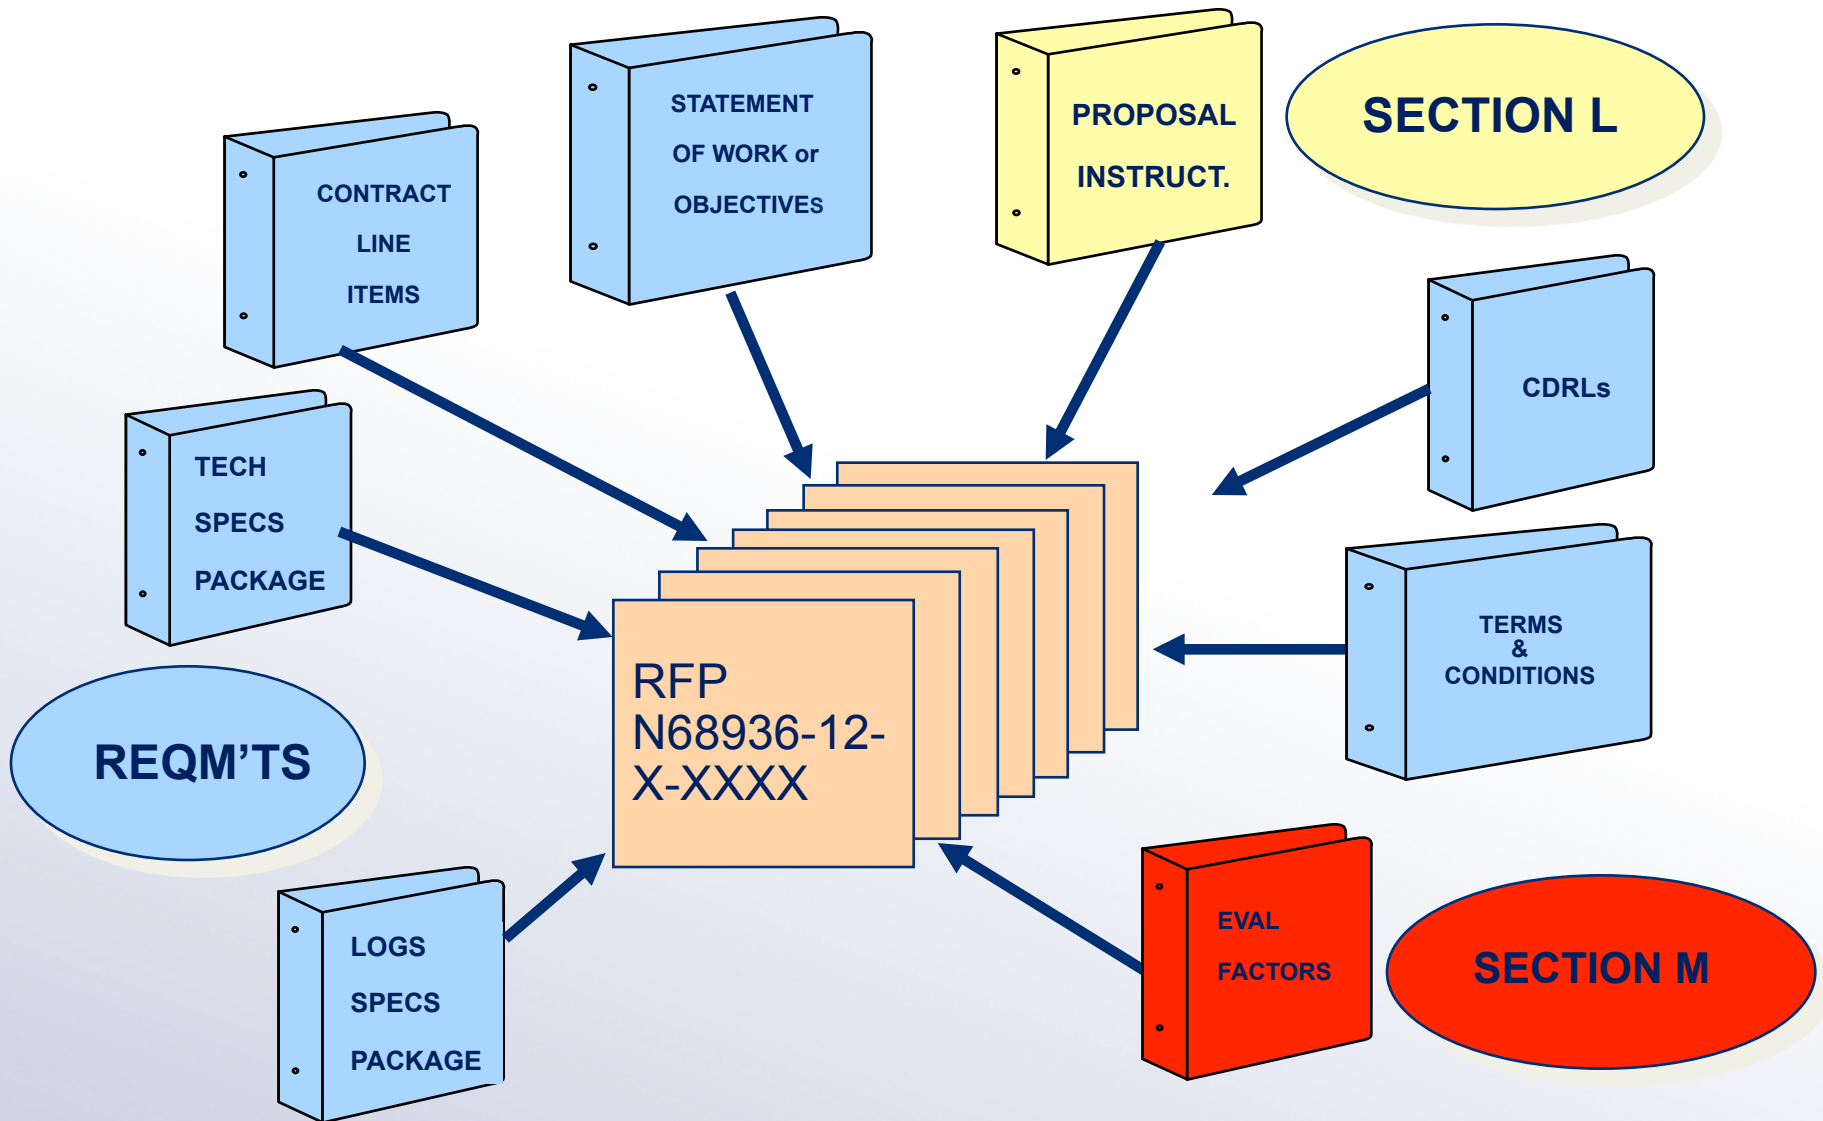 STATEMENT
OF WORK or
OBJECTIVES
PROPOSAL
INSTRUCT.
SECTION L
CONTRACT
LINE
ITEMS
CDRLs
TECH
SPECS
PACKAGE
TERMS
&
CONDITIONS
RFP
N68936-12-
X-XXXX
REQM’TS
EVAL
FACTORS
SECTION M
LOGS
SPECS
PACKAGE